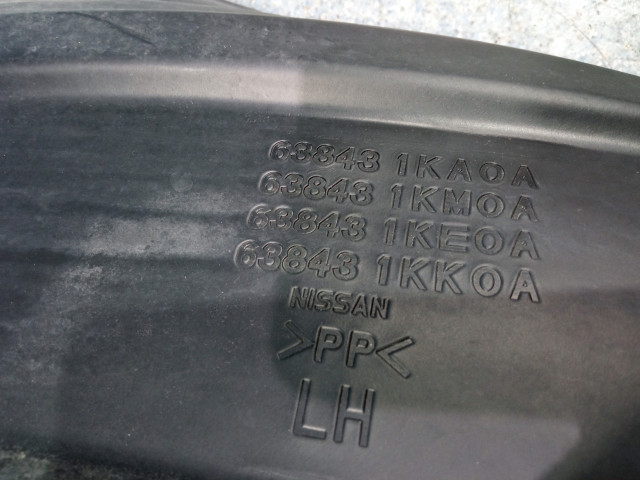 63843 1KA0A
63843 1KM0A
63843 1KE0A
63843 1KK0A
NISSAN
>PP<
LH